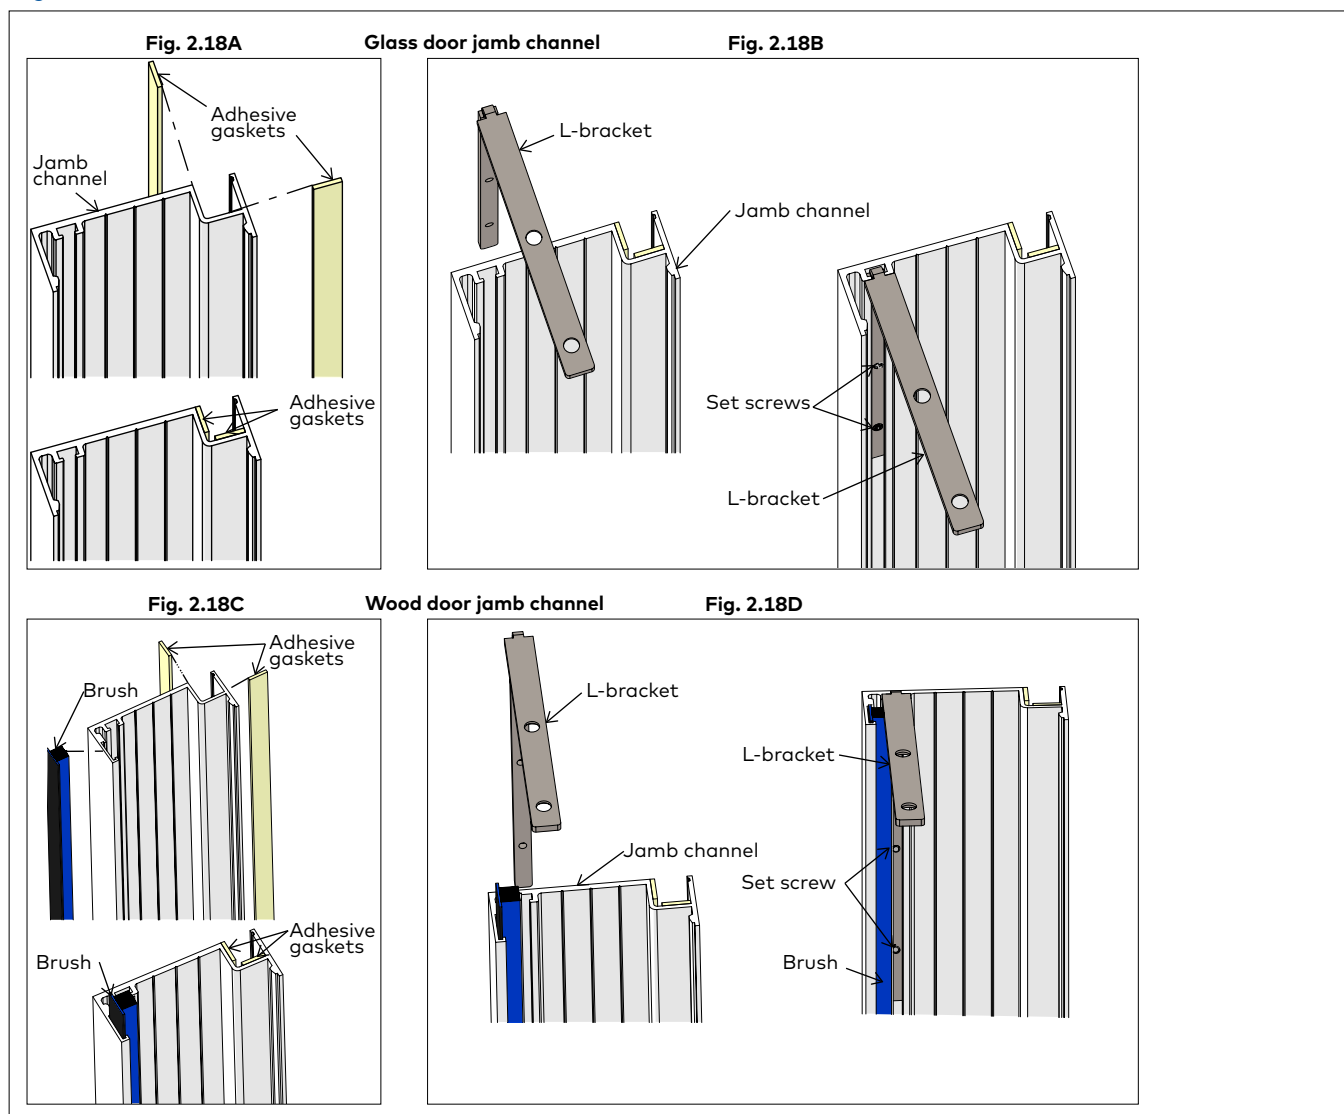 Fig. 2.18A
Glass door jamb channel
Fig. 2.18B
Adhesive
gaskets
Jamb
channel
Adhesive
gaskets
L-bracket
Jamb channel
Set screws
L-bracket
Fig. 2.18C
Wood door jamb channel
Fig. 2.18D
Adhesive
gaskets
Brush
Adhesive
gaskets
Brush
L-bracket
Jamb channel
L-bracket
Set screw
Brush